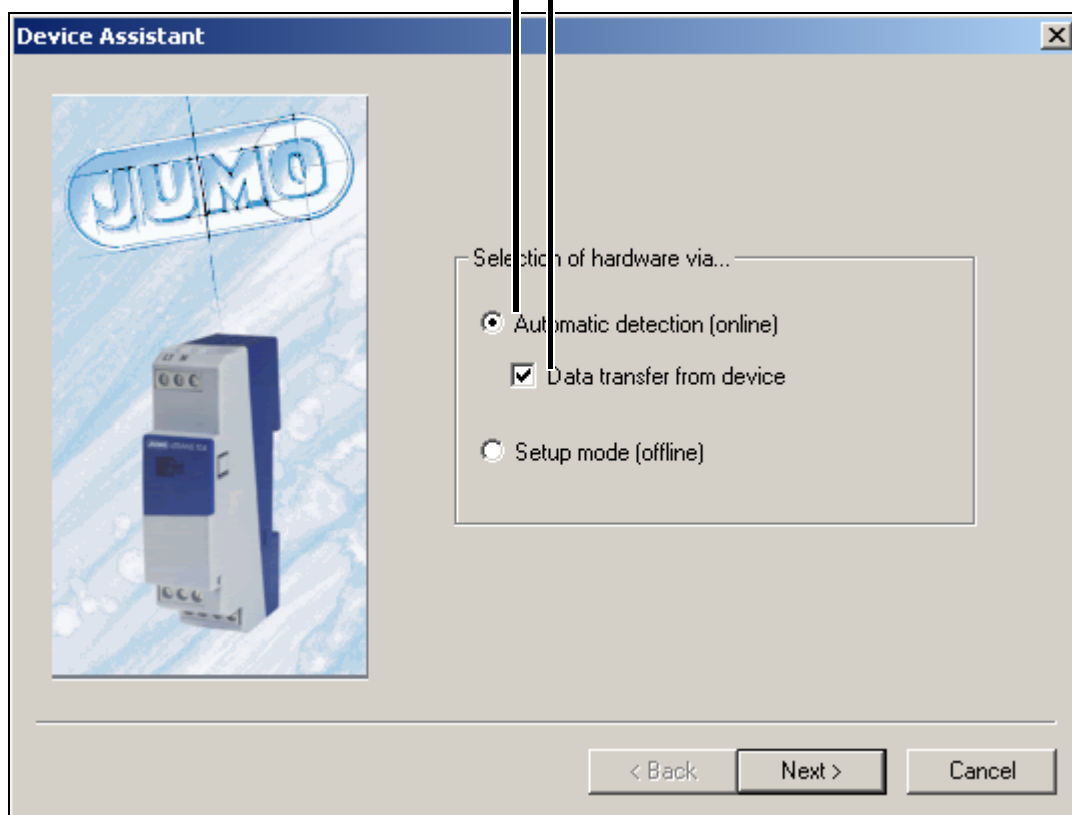 Device Assistant
JUMO
L1 N
Selection of hardware via...
Automatic detection (online)
Data transfer from device
Setup mode (offline)
< Back
Next >
Cancel